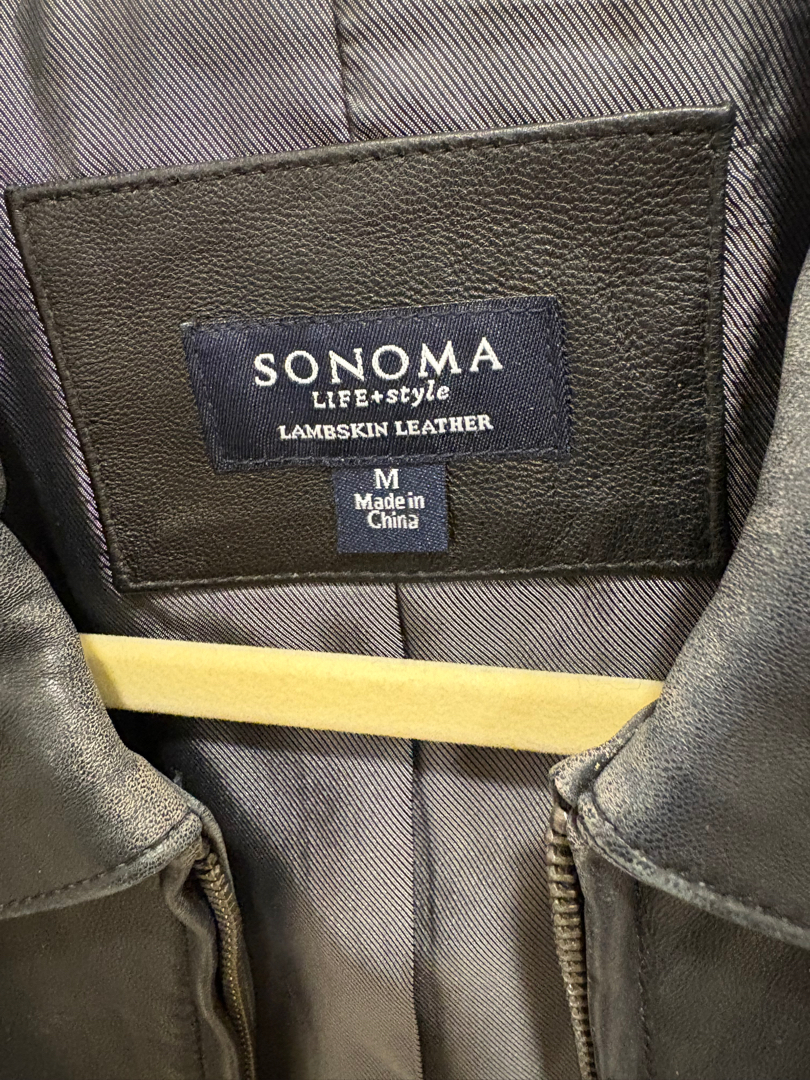 SONOMA
LIFE+style
LAMBSKIN LEATHER
M
Made in
China